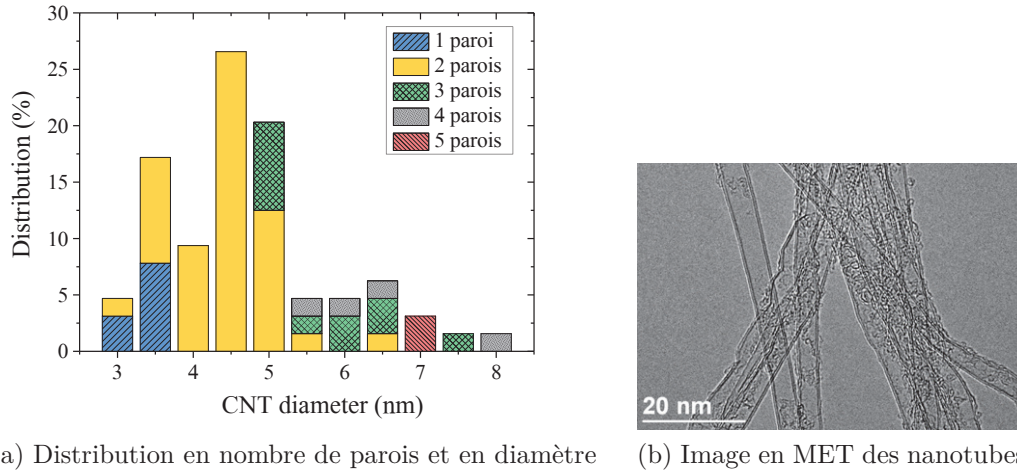 30
25
20
15
10
5
0
Distribution (%)
1 paroi
2 parois
3 parois
4 parois
5 parois
3 4 5 6 7 8
CNT diameter (nm)
20 nm
a) Distribution en nombre de parois et en diamètre
(b) Image en MET des nanotubes